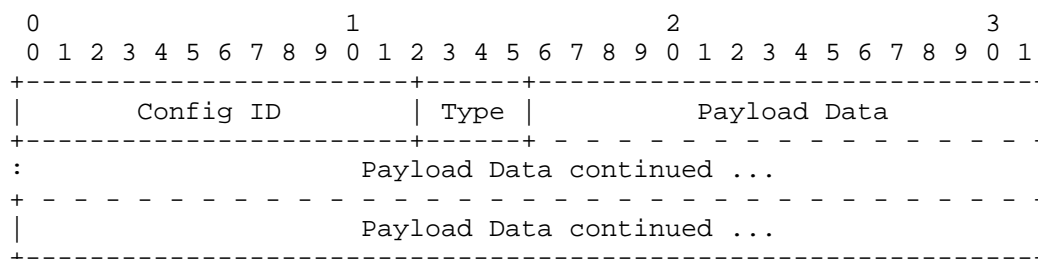 0                   1                   2                   3
0 1 2 3 4 5 6 7 8 9 0 1 2 3 4 5 6 7 8 9 0 1 2 3 4 5 6 7 8 9 0 1
+-----------------------+-------+-------------------------------
|       Config ID       | Type |          Payload Data
+-----------------------+-------+ - - - - - - - - - - - - - - - -
:                    Payload Data continued ...
+ - - - - - - - - - - - - - - - - - - - - - - - - - - - - - - - -
|                    Payload Data continued ...
+---------------------------------------------------------------